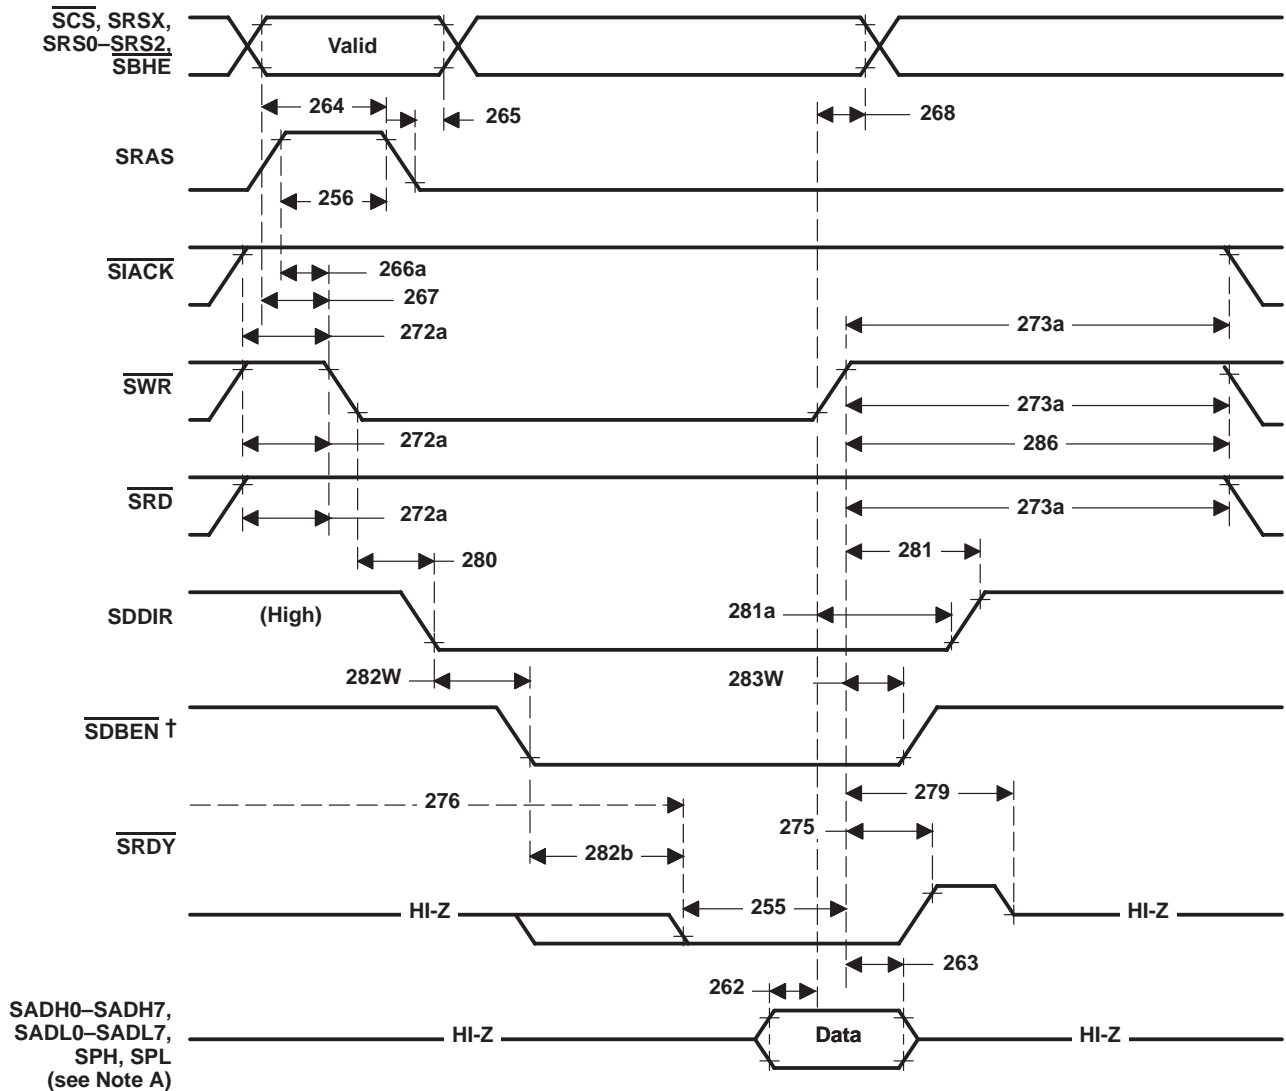 SCS, SRSX,
SRS0–SRS2,
SBHE
Valid
264
265
268
SRAS
256
SIACK
266a
267
272a
273a
SWR
273a
272a
286
SRD
272a
273a
280
281
SDDIR
(High)
281a
282W
283W
SDBEN †
276
279
275
SRDY
282b
HI-Z
255
HI-Z
263
262
SADH0–SADH7,
SADL0–SADL7,
SPH, SPL
(see Note A)
HI-Z
Data
HI-Z